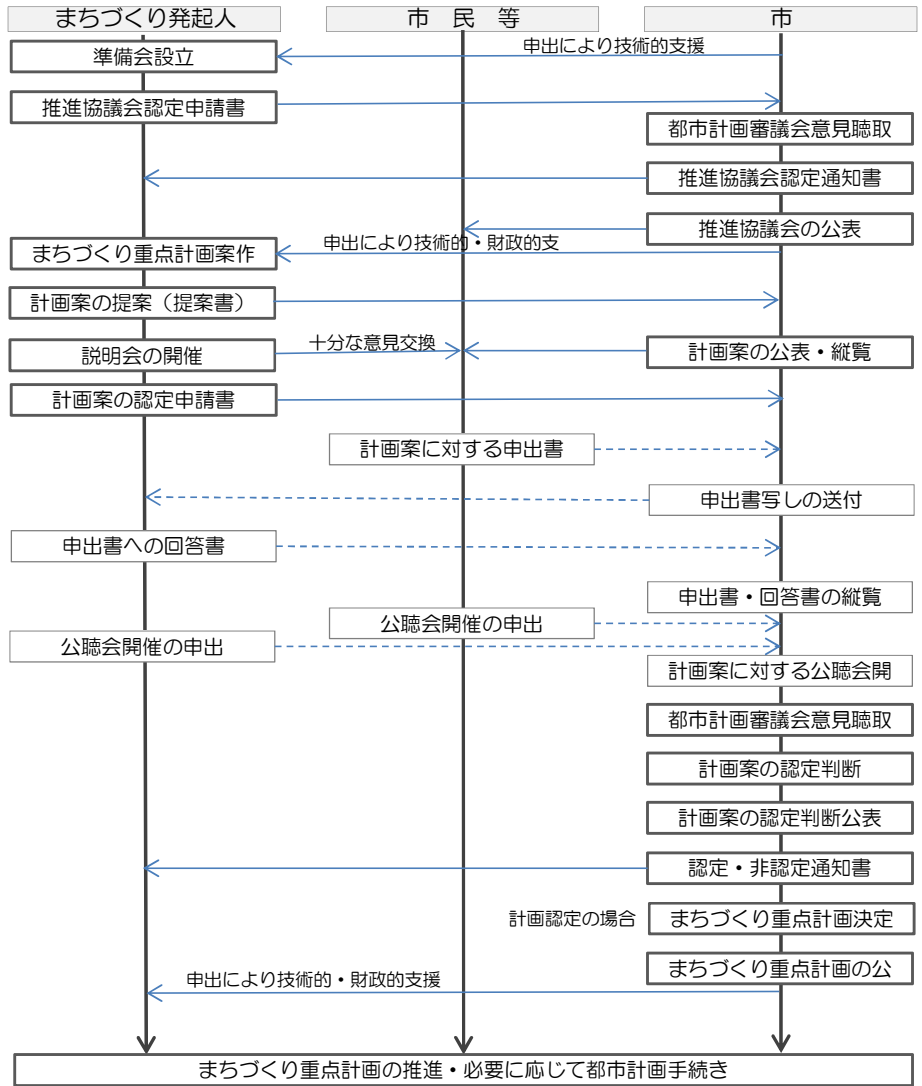 まちづくり発起人
市 民 等
市
申出により技術的支援
準備会設立
推進協議会認定申請書
都市計画審議会意見聴取
推進協議会認定通知書
推進協議会の公表
申出により技術的・財政的支
まちづくり重点計画案作
計画案の提案（提案書）
十分な意見交換
説明会の開催
計画案の公表・縦覧
計画案の認定申請書
計画案に対する申出書
申出書写しの送付
申出書への回答書
申出書・回答書の縦覧
公聴会開催の申出
公聴会開催の申出
計画案に対する公聴会開
都市計画審議会意見聴取
計画案の認定判断
計画案の認定判断公表
認定・非認定通知書
計画認定の場合
まちづくり重点計画決定
まちづくり重点計画の公
申出により技術的・財政的支援
まちづくり重点計画の推進・必要に応じて都市計画手続き